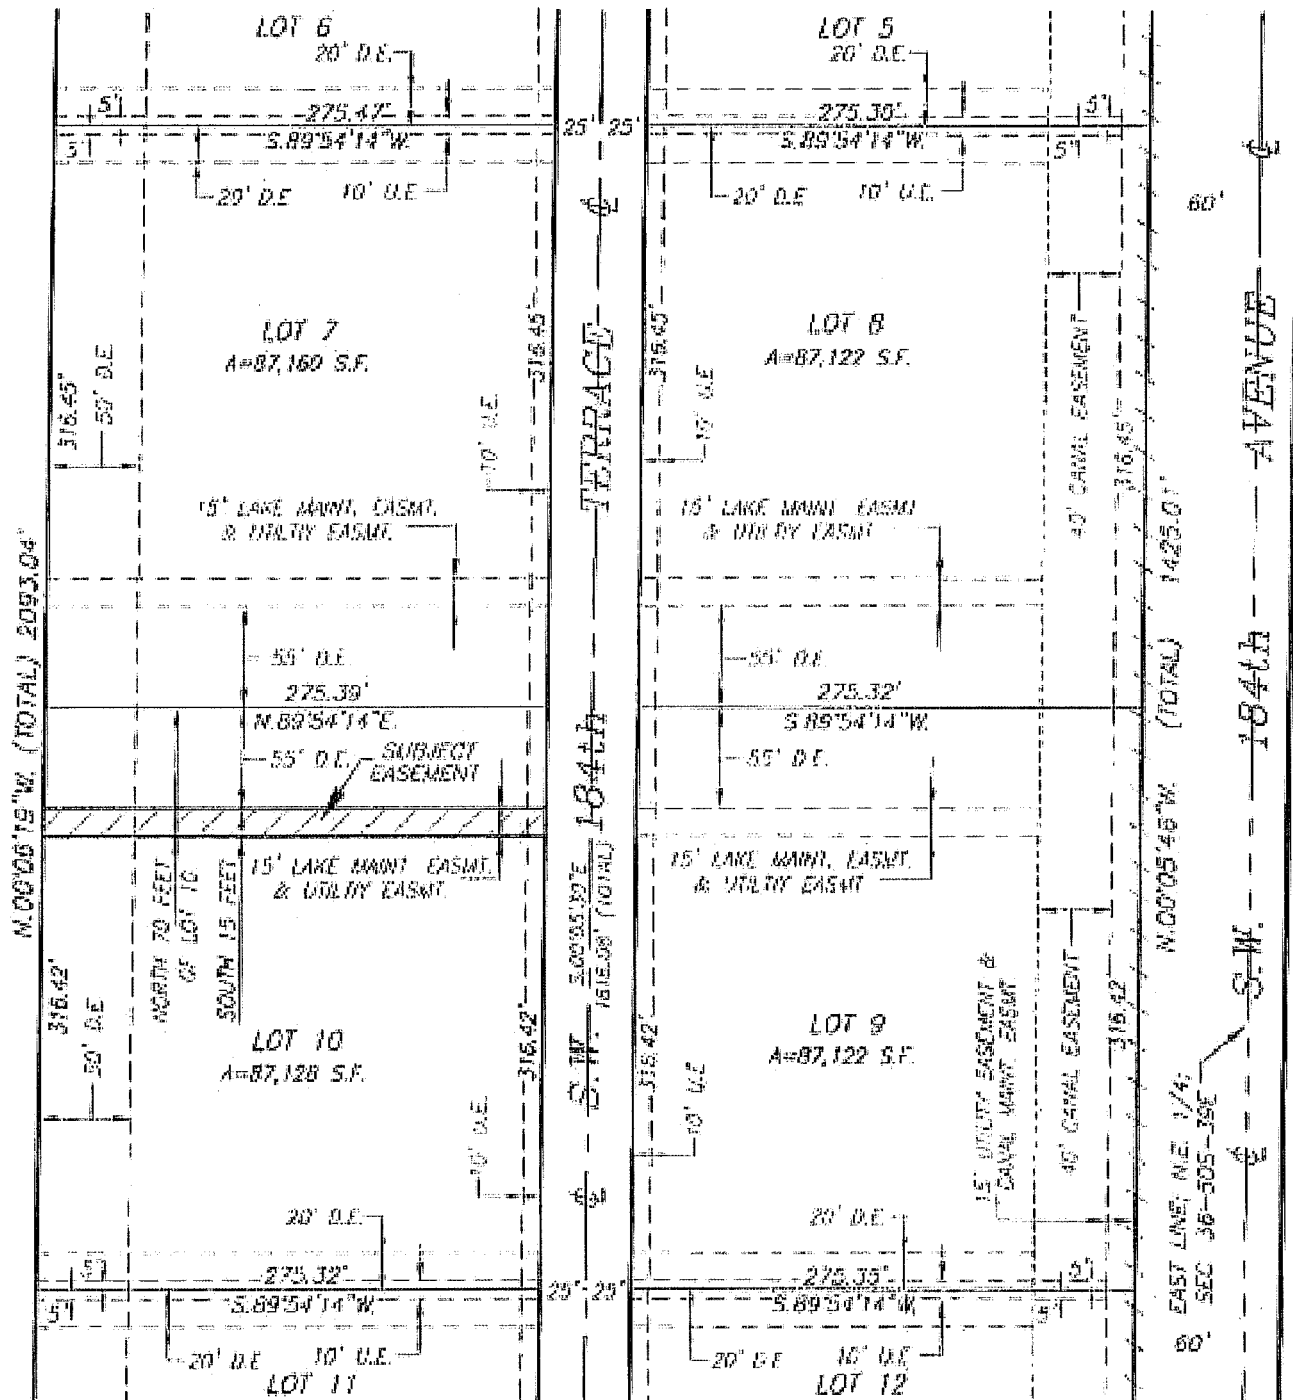 LOT 6
20' D.E.
5'
275.47'
S.89°54'14"W.
5'
20' D.E
10' U.E
LOT 5
20' D.E.
5'
275.30'
S.89°54'14"W.
5'
20' D.E
10' U.E.
25' 25'
60'
LOT 7
A=87,160 S.F.
316.45'
50' D.E.
316.45'
10' U.E.
15' LAKE MAINT. EASMT.
& UTILITY EASMT.
LOT 8
A=87,122 S.F.
316.45'
10' U.E
40' CANAL EASEMENT
316.45'
15' LAKE MAINT. EASMT
& UTILITY EASMT
55' D.E.
275.39'
N.89°54'14"E.
55' D.E.
SUBJECT
EASEMENT
55' D.E.
275.32'
S.89°54'14"W.
55' D.E.
15' LAKE MAINT EASMT.
& UTILITY EASMT.
15' LAKE MAINT. EASMT.
& UTILITY EASMT
NORTH 70 FEET
OF LOT 10
SOUTH 15 FEET
LOT 10
A=87,128 S.F.
316.42'
50' D.E
316.42'
10' U.E.
LOT 9
A=87,122 S.F.
316.42'
10' U.E
15' UTILITY EASEMENT &
CANAL MAINT EASMT
40' CANAL EASEMENT
316.42'
20' D.E.
5'
275.32'
S.89°54'14"W.
5'
20' D.E
10' U.E.
LOT 11
25' 25'
20' D.E.
5'
275.35'
S.89°54'14"W.
5'
20' D.E
10' U.E
LOT 12
60'
(TOTAL) 2093.04'
S.W. 184th TERRACE
1616.08' (TOTAL)
N.00°05'46"W. (TOTAL) 1425.01'
S.W. 184th AVENUE
EAST LINE; N.E. 1/4;
SEC 36-50S-39E